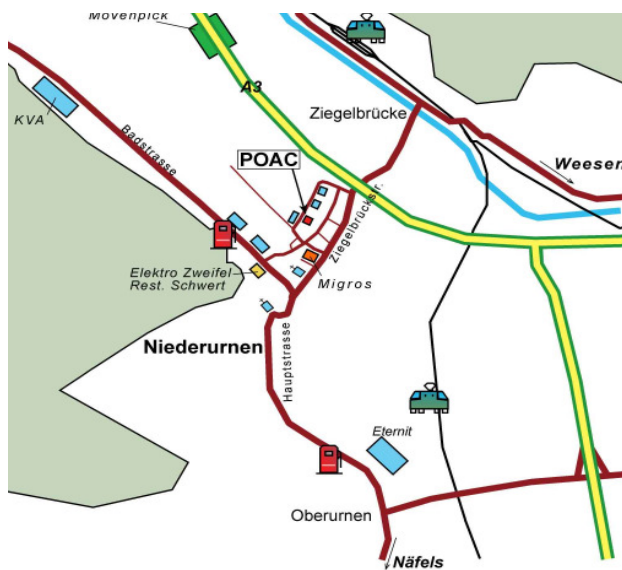 Mövenpick
A3
Ziegelbrücke
KVA
Badstrasse
POAC
Weesen
Ziegelbrückstr.
Elektro Zweifel
Rest. Schwert
Migros
Niederurnen
Hauptstrasse
Eternit
Oberurnen
Näfels